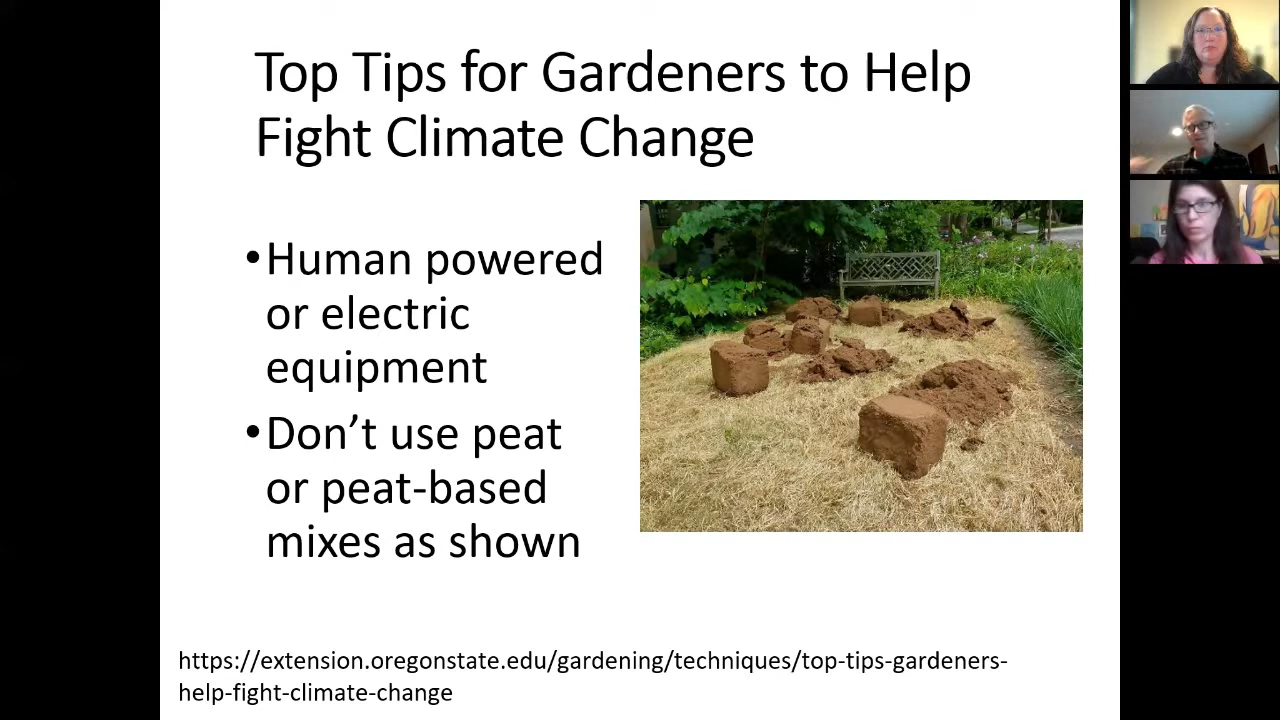 Top Tips for Gardeners to Help
Fight Climate Change
•Human powered
or electric
equipment
•Don’t use peat
or peat-based
mixes as shown
https://extension.oregonstate.edu/gardening/techniques/top-tips-gardeners-
help-fight-climate-change